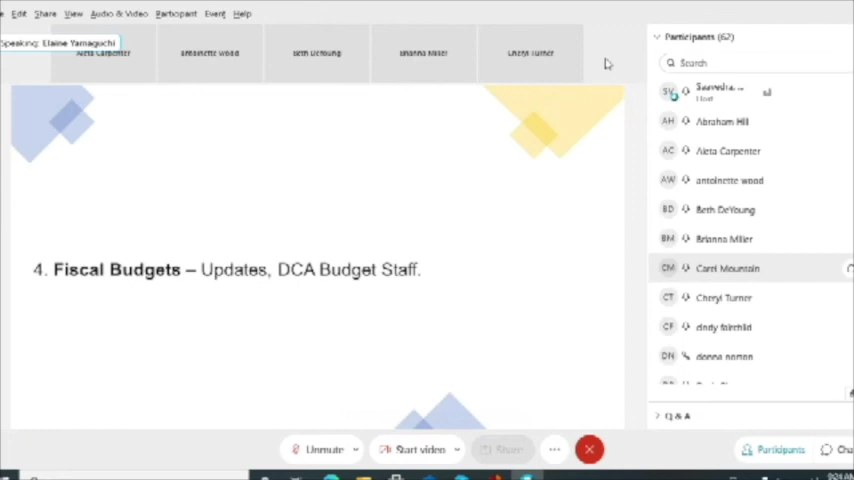 Edit Share View Audio & Video Participant Event Help
Speaking: Elaine Yamaguchi
Aleta Carpenter antoinette wood Beth DeYoung Brianna Miller Cheryl Turner
Participants (62)
Search
SV
Host
AH Abraham Hill
AC Aleta Carpenter
AW antoinette wood
BD Beth DeYoung
BM Brianna Miller
CM Carri Mountain
CT Cheryl Turner
CF cindy fairchild
DN donna norton
4. Fiscal Budgets – Updates, DCA Budget Staff.
Q & A
Unmute Start video Share
Participants